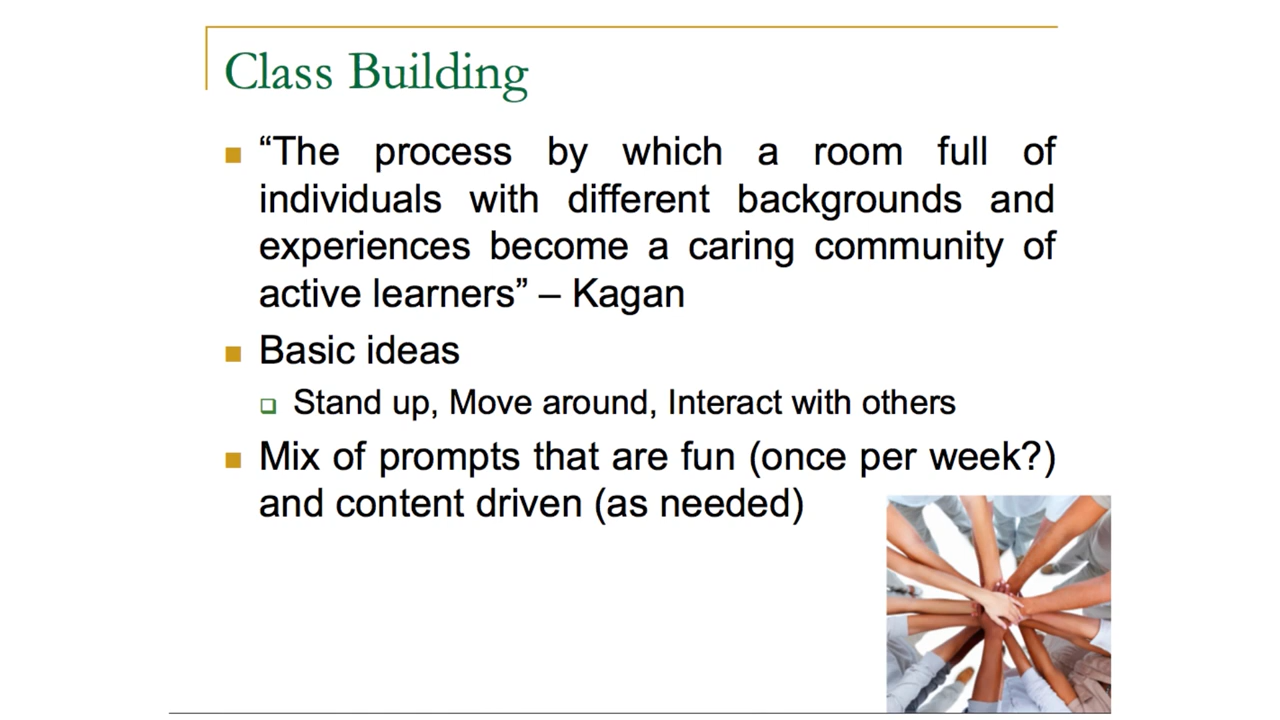 Class Building
“The process by which a room full of
individuals with different backgrounds and
experiences become a caring community of
active learners” – Kagan
Basic ideas
Stand up, Move around, Interact with others
Mix of prompts that are fun (once per week?)
and content driven (as needed)